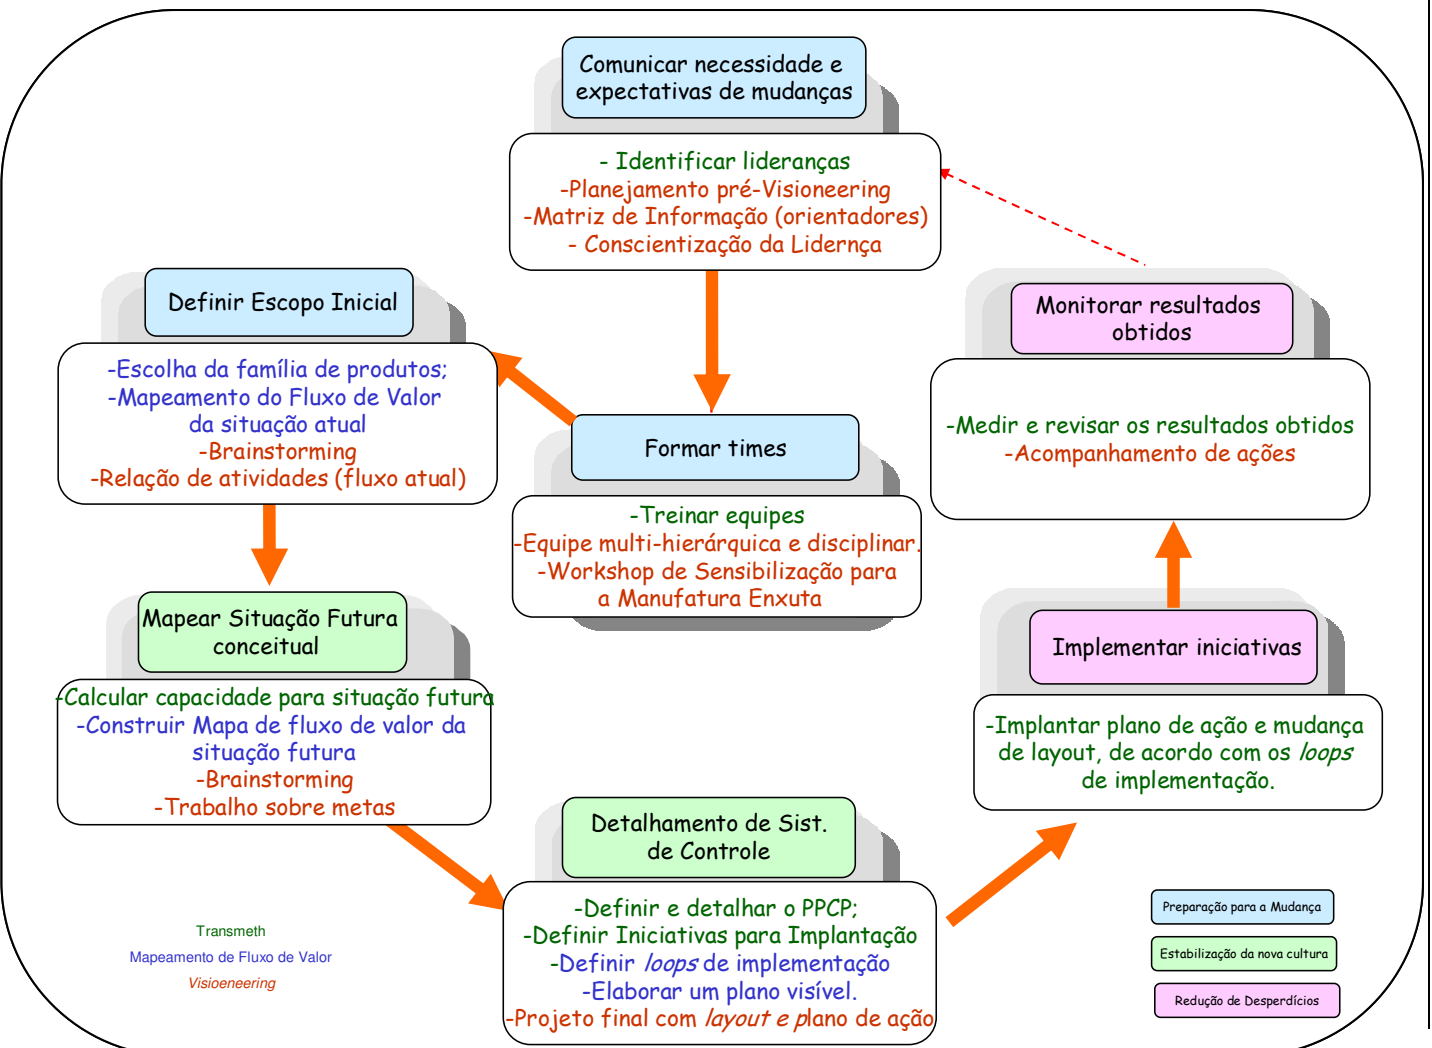 Comunicar necessidade e
expectativas de mudanças
- Identificar lideranças
-Planejamento pré-Visioneering
-Matriz de Informação (orientadores)
- Conscientização da Lidernça
Definir Escopo Inicial
-Escolha da família de produtos;
-Mapeamento do Fluxo de Valor
da situação atual
-Brainstorming
-Relação de atividades (fluxo atual)
Monitorar resultados
obtidos
-Medir e revisar os resultados obtidos
-Acompanhamento de ações
Formar times
-Treinar equipes
-Equipe multi-hierárquica e disciplinar.
-Workshop de Sensibilização para
a Manufatura Enxuta
Mapear Situação Futura
conceitual
-Calcular capacidade para situação futura
-Construir Mapa de fluxo de valor da
situação futura
-Brainstorming
-Trabalho sobre metas
Implementar iniciativas
-Implantar plano de ação e mudança
de layout, de acordo com os loops
de implementação.
Detalhamento de Sist.
de Controle
-Definir e detalhar o PPCP;
-Definir Iniciativas para Implantação
-Definir loops de implementação
-Elaborar um plano visível.
-Projeto final com layout e plano de ação
Transmeth
Mapeamento de Fluxo de Valor
Visioeneering
Preparação para a Mudança
Estabilização da nova cultura
Redução de Desperdícios